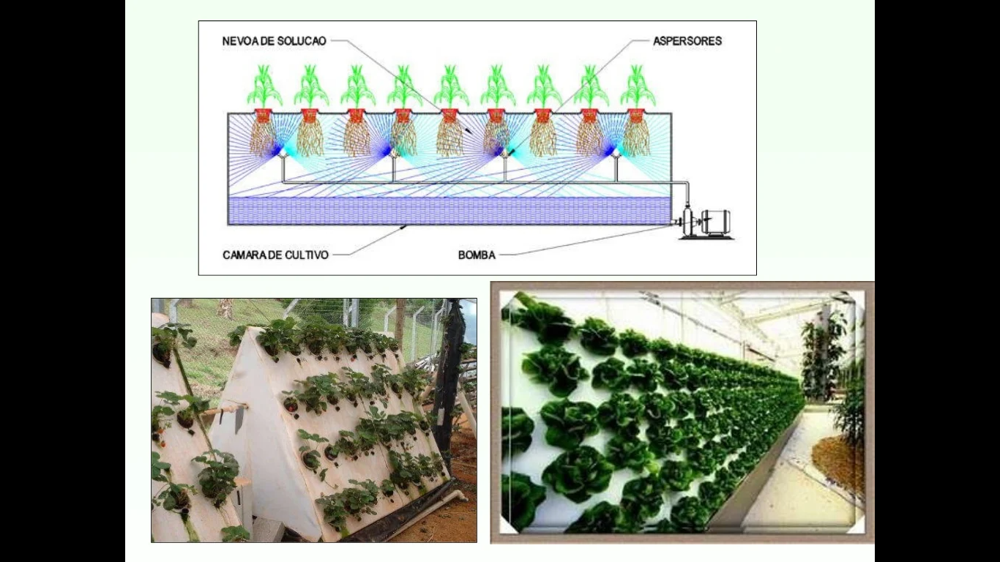 NEVOA DE SOLUCAO
ASPERSORES
CAMARA DE CULTIVO
BOMBA